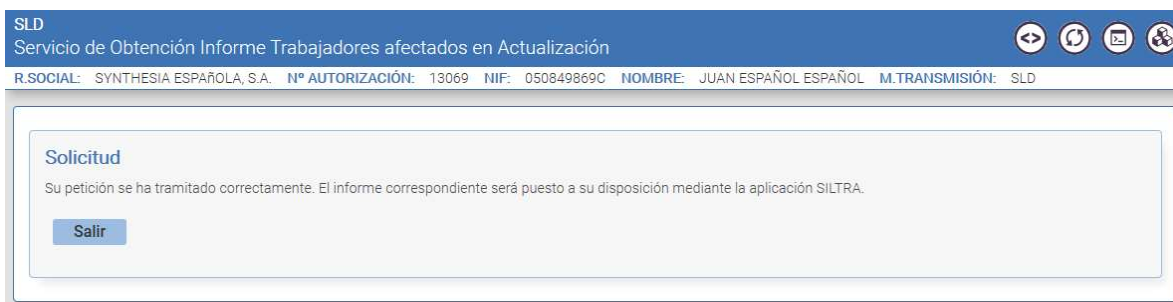 SLD
Servicio de Obtención Informe Trabajadores afectados en Actualización
R.SOCIAL: SYNTHESIA ESPAÑOLA, S.A. Nº AUTORIZACIÓN: 13069 NIF: 050849869C NOMBRE: JUAN ESPAÑOL ESPAÑOL M.TRANSMISIÓN: SLD
Solicitud
Su petición se ha tramitado correctamente. El informe correspondiente será puesto a su disposición mediante la aplicación SILTRA.
Salir